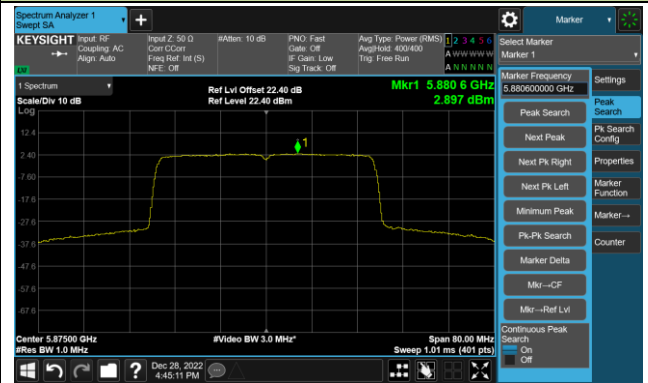 Spectrum Analyzer 1
Swept SA
Marker
KEYSIGHT
Input: RF
Coupling: AC
Align: Auto
Input Z: 50 Ω
Corr CCorr
Freq Ref: Int (S)
NFE: Off
#Atten: 10 dB
PNO: Fast
Gate: Off
IF Gain: Low
Sig Track: Off
Avg Type: Power (RMS)
Avg|Hold: 400/400
Trig: Free Run
1 2 3 4 5 6
A W W W W W
A N N N N N
Select Marker
Marker 1
1 Spectrum
Scale/Div 10 dB
Log
Ref Lvl Offset 22.40 dB
Ref Level 22.40 dBm
Mkr1 5.880 6 GHz
2.897 dBm
12.4
2.40
-7.60
-17.6
-27.6
-37.6
-47.6
-57.6
-67.6
1
Center 5.87500 GHz
#Res BW 1.0 MHz
#Video BW 3.0 MHz*
Span 80.00 MHz
Sweep 1.01 ms (401 pts)
Marker Frequency
5.880600000 GHz
Peak Search
Next Peak
Next Pk Right
Next Pk Left
Minimum Peak
Pk-Pk Search
Marker Delta
Mkr→CF
Mkr→Ref Lvl
Continuous Peak
Search
On
Off
Settings
Peak
Search
Pk Search
Config
Properties
Marker
Function
Marker→
Counter
Dec 28, 2022
4:45:11 PM